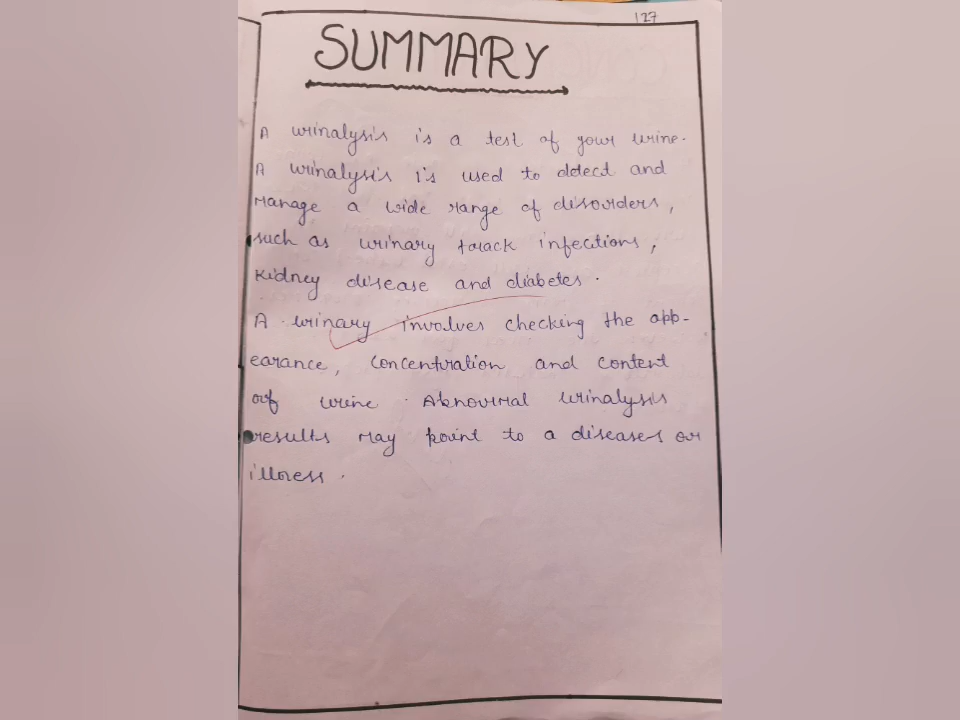 127
SUMMARY
A urinalysis is a test of your urine.
A urinalysis is used to detect and
manage a wide range of disorders,
such as urinary track infections,
kidney disease and diabetes.
A urinary involves checking the app-
earance, concentration and content
of urine. Abnormal urinalysis
results may point to a diseases or
illness.